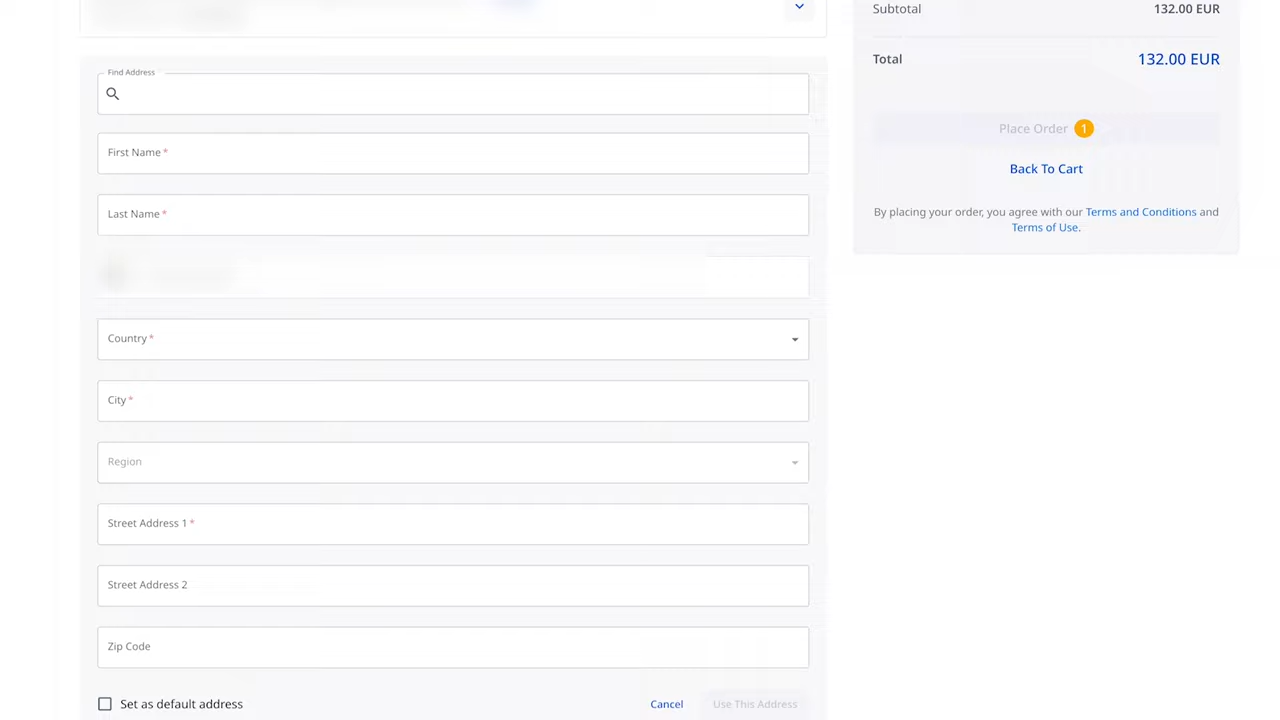 Find Address
First Name *
Last Name *
Country *
City *
Region
Street Address 1 *
Street Address 2
Zip Code
Set as default address
Cancel
Use This Address
Subtotal 132.00 EUR
Total 132.00 EUR
Place Order 1
Back To Cart
By placing your order, you agree with our Terms and Conditions and
Terms of Use.